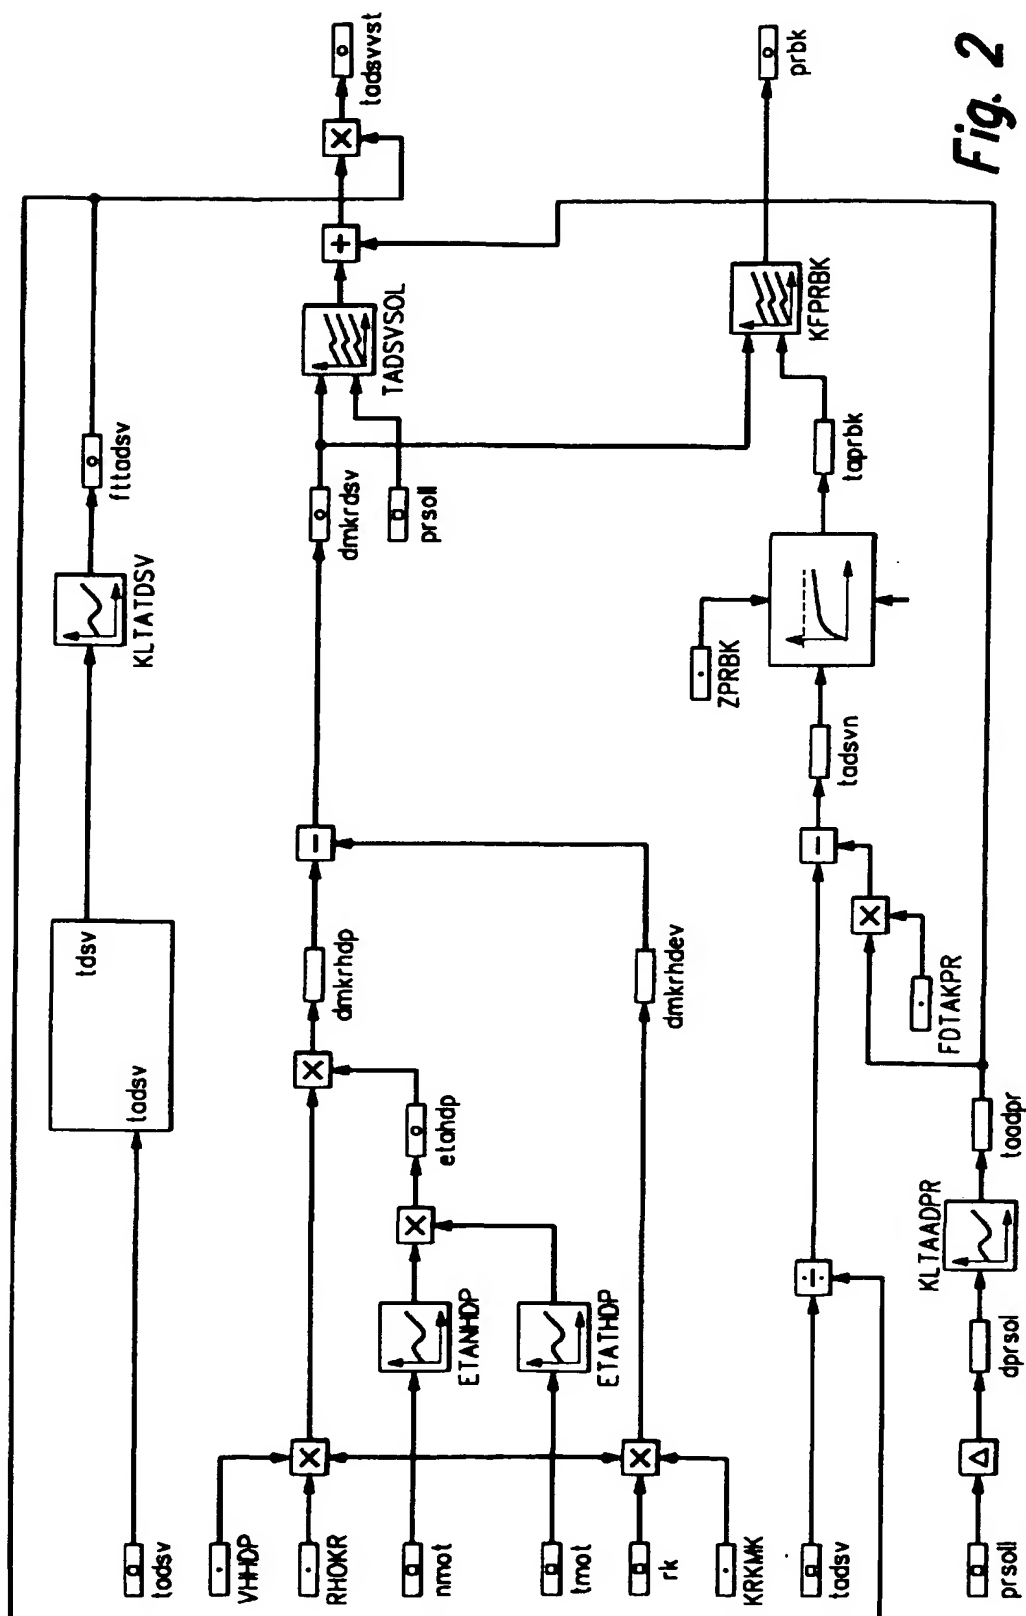 tadsv
tdsv
tadsv
KLTATDSV
fttadsv
VHHDP
RHOKR
nmot
ETANHDP
etahdp
tmot
ETATHDP
rk
KRKMK
dmkrhdp
dmkrhdev
dmkrdsv
prsoll
TADSVSOL
tadsvvst
tadsv
FDTAKPR
tadsvn
ZPRBK
taprbk
KFPRBK
prbk
prsoll
dprsol
KLTAADPR
taadpr
Fig. 2